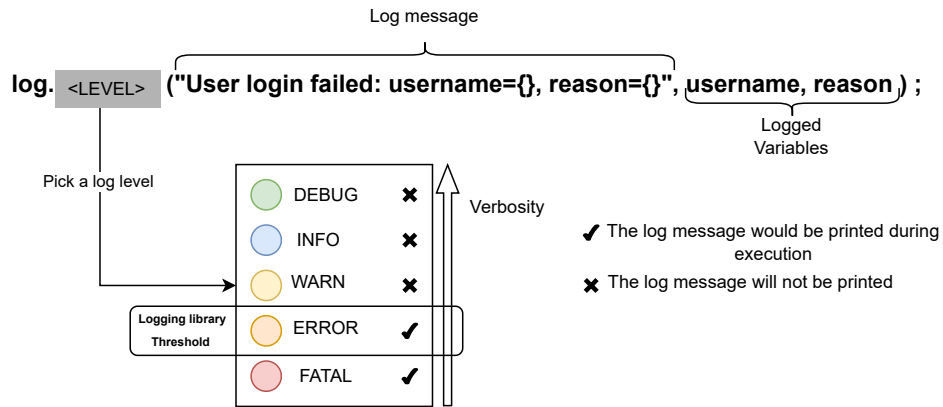 Log message
log. <LEVEL> ("User login failed: username={}, reason={}", username, reason ) ;
Logged
Variables
Pick a log level
DEBUG ✖
INFO ✖
WARN ✖
ERROR ✔
FATAL ✔
Logging library
Threshold
Verbosity
✔ The log message would be printed during
execution
✖ The log message will not be printed